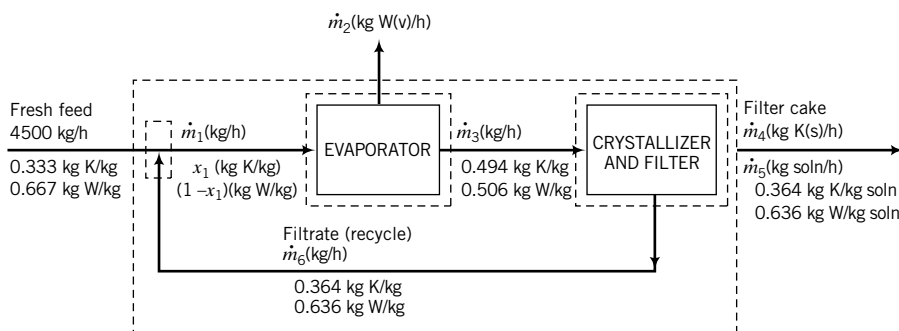 ṁ2(kg W(v)/h)
Fresh feed
4500 kg/h
0.333 kg K/kg
0.667 kg W/kg
ṁ1(kg/h)
x1 (kg K/kg)
(1 –x1)(kg W/kg)
EVAPORATOR
ṁ3(kg/h)
0.494 kg K/kg
0.506 kg W/kg
CRYSTALLIZER
AND FILTER
Filter cake
ṁ4(kg K(s)/h)
ṁ5(kg soln/h)
0.364 kg K/kg soln
0.636 kg W/kg soln
Filtrate (recycle)
ṁ6(kg/h)
0.364 kg K/kg
0.636 kg W/kg